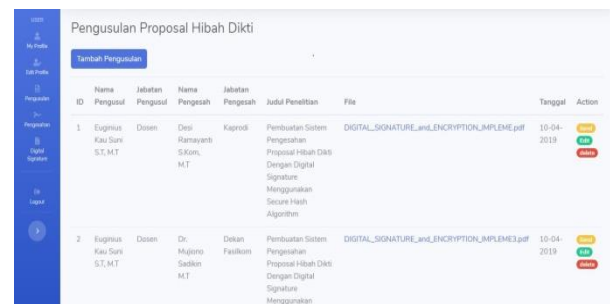 USER
My Profile
Edit Profile
Pengusulan
Pengesahan
Digital
Signature
Logout
Pengusulan Proposal Hibah Dikti
Tambah Pengusulan
ID Nama Pengusul Jabatan Pengusul Nama Pengesah Jabatan Pengesah Judul Penelitian File Tanggal Action
1 Euginius Dosen Desi Kaprodi Pembuatan Sistem DIGITAL_SIGNATURE_and_ENCRYPTION_IMPLEME.pdf 10-04- Send
Kau Suni Ramayanti Pengesahan 2019 Edit
S.T, M.T S.Kom, Proposal Hibah Dikti delete
M.T Dengan Digital
Signature
Menggunakan
Secure Hash
Algorithm
2 Euginius Dosen Dr. Dekan Pembuatan Sistem DIGITAL_SIGNATURE_and_ENCRYPTION_IMPLEME3.pdf 10-04- Send
Kau Suni Mujiono Fasilkom Pengesahan 2019 Edit
S.T, M.T Sadikin Proposal Hibah Dikti delete
M.T Dengan Digital
Signature
Menggunakan